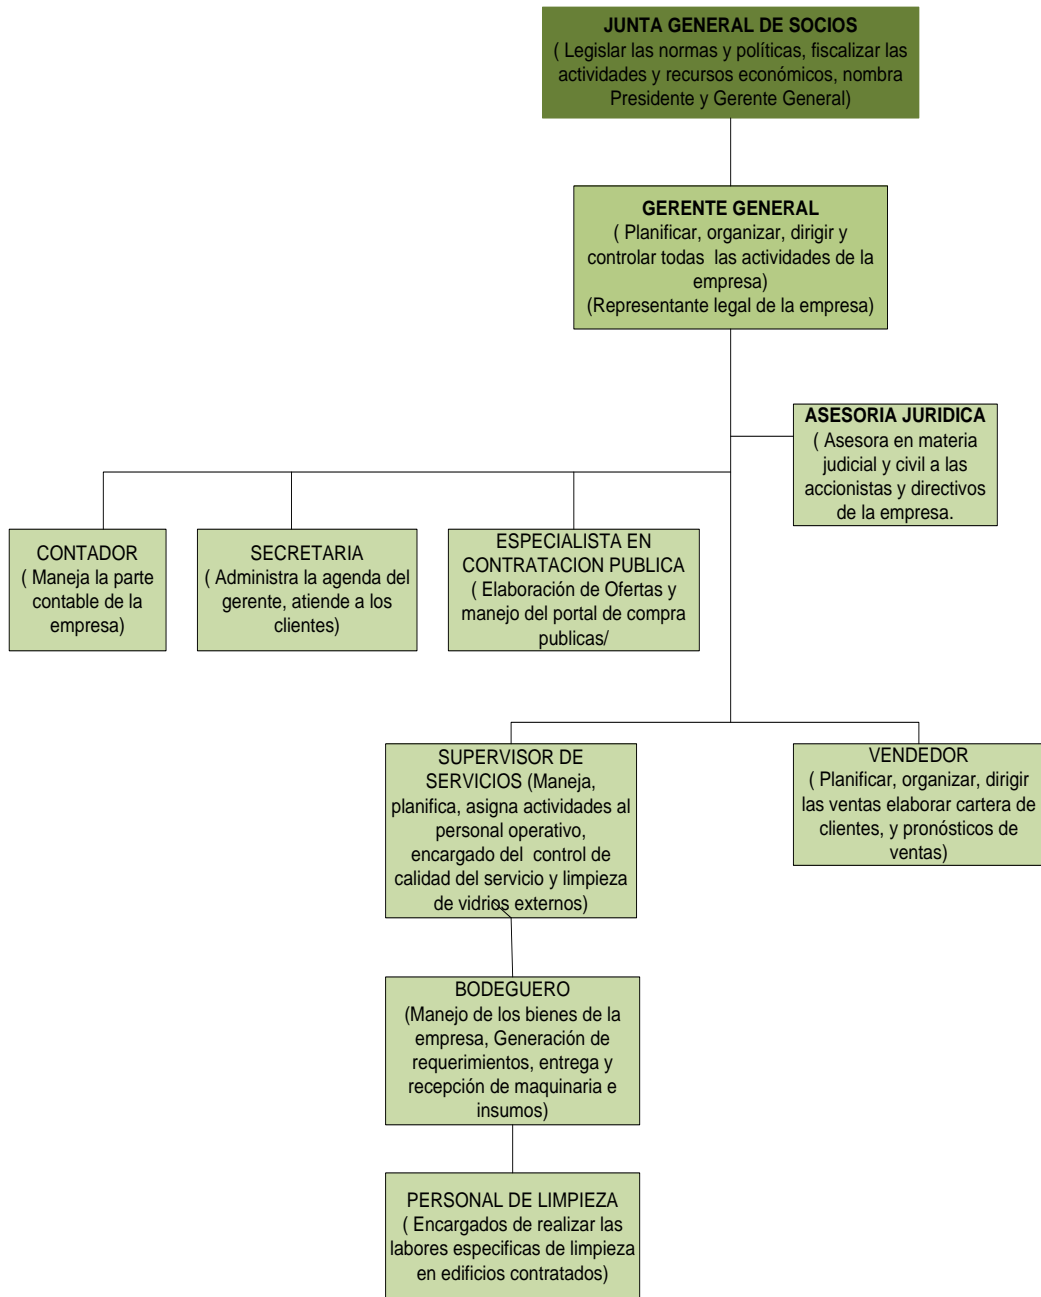 JUNTA GENERAL DE SOCIOS
( Legislar las normas y políticas, fiscalizar las
actividades y recursos económicos, nombra
Presidente y Gerente General)
GERENTE GENERAL
( Planificar, organizar, dirigir y
controlar todas las actividades de la
empresa)
(Representante legal de la empresa)
ASESORIA JURIDICA
( Asesora en materia
judicial y civil a las
accionistas y directivos
de la empresa.
CONTADOR
( Maneja la parte
contable de la
empresa)
SECRETARIA
( Administra la agenda del
gerente, atiende a los
clientes)
ESPECIALISTA EN
CONTRATACION PUBLICA
( Elaboración de Ofertas y
manejo del portal de compra
publicas/
SUPERVISOR DE
SERVICIOS (Maneja,
planifica, asigna actividades al
personal operativo,
encargado del control de
calidad del servicio y limpieza
de vidrios externos)
VENDEDOR
( Planificar, organizar, dirigir
las ventas elaborar cartera de
clientes, y pronósticos de
ventas)
BODEGUERO
(Manejo de los bienes de la
empresa, Generación de
requerimientos, entrega y
recepción de maquinaria e
insumos)
PERSONAL DE LIMPIEZA
( Encargados de realizar las
labores especificas de limpieza
en edificios contratados)